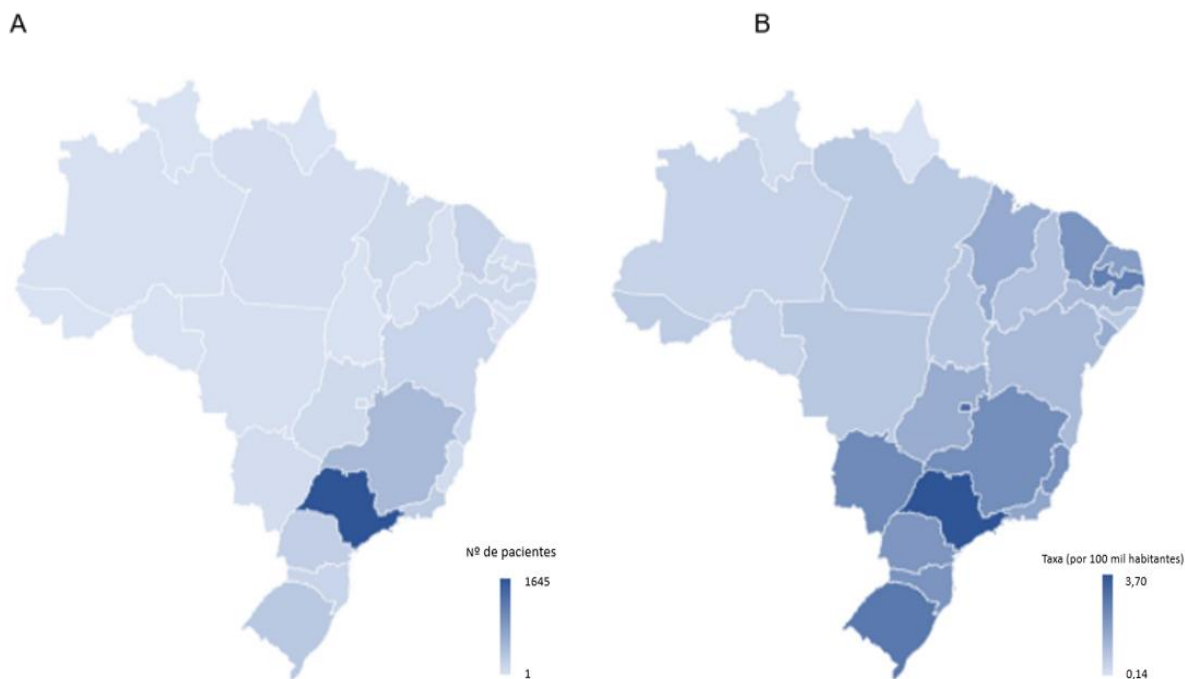 A
B
Nº de pacientes
1645
1
Taxa (por 100 mil habitantes)
3,70
0,14